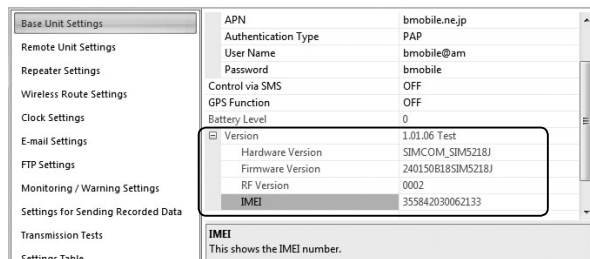 Base Unit Settings
Remote Unit Settings
Repeater Settings
Wireless Route Settings
Clock Settings
E-mail Settings
FTP Settings
Monitoring / Warning Settings
Settings for Sending Recorded Data
Transmission Tests
Settings Table
APN bmobile.ne.jp
Authentication Type PAP
User Name bmobile@am
Password bmobile
Control via SMS OFF
GPS Function OFF
Battery Level 0
Version 1.01.06 Test
Hardware Version SIMCOM_SIM5218J
Firmware Version 240150B18SIM5218J
RF Version 0002
IMEI 355842030062133
IMEI
This shows the IMEI number.